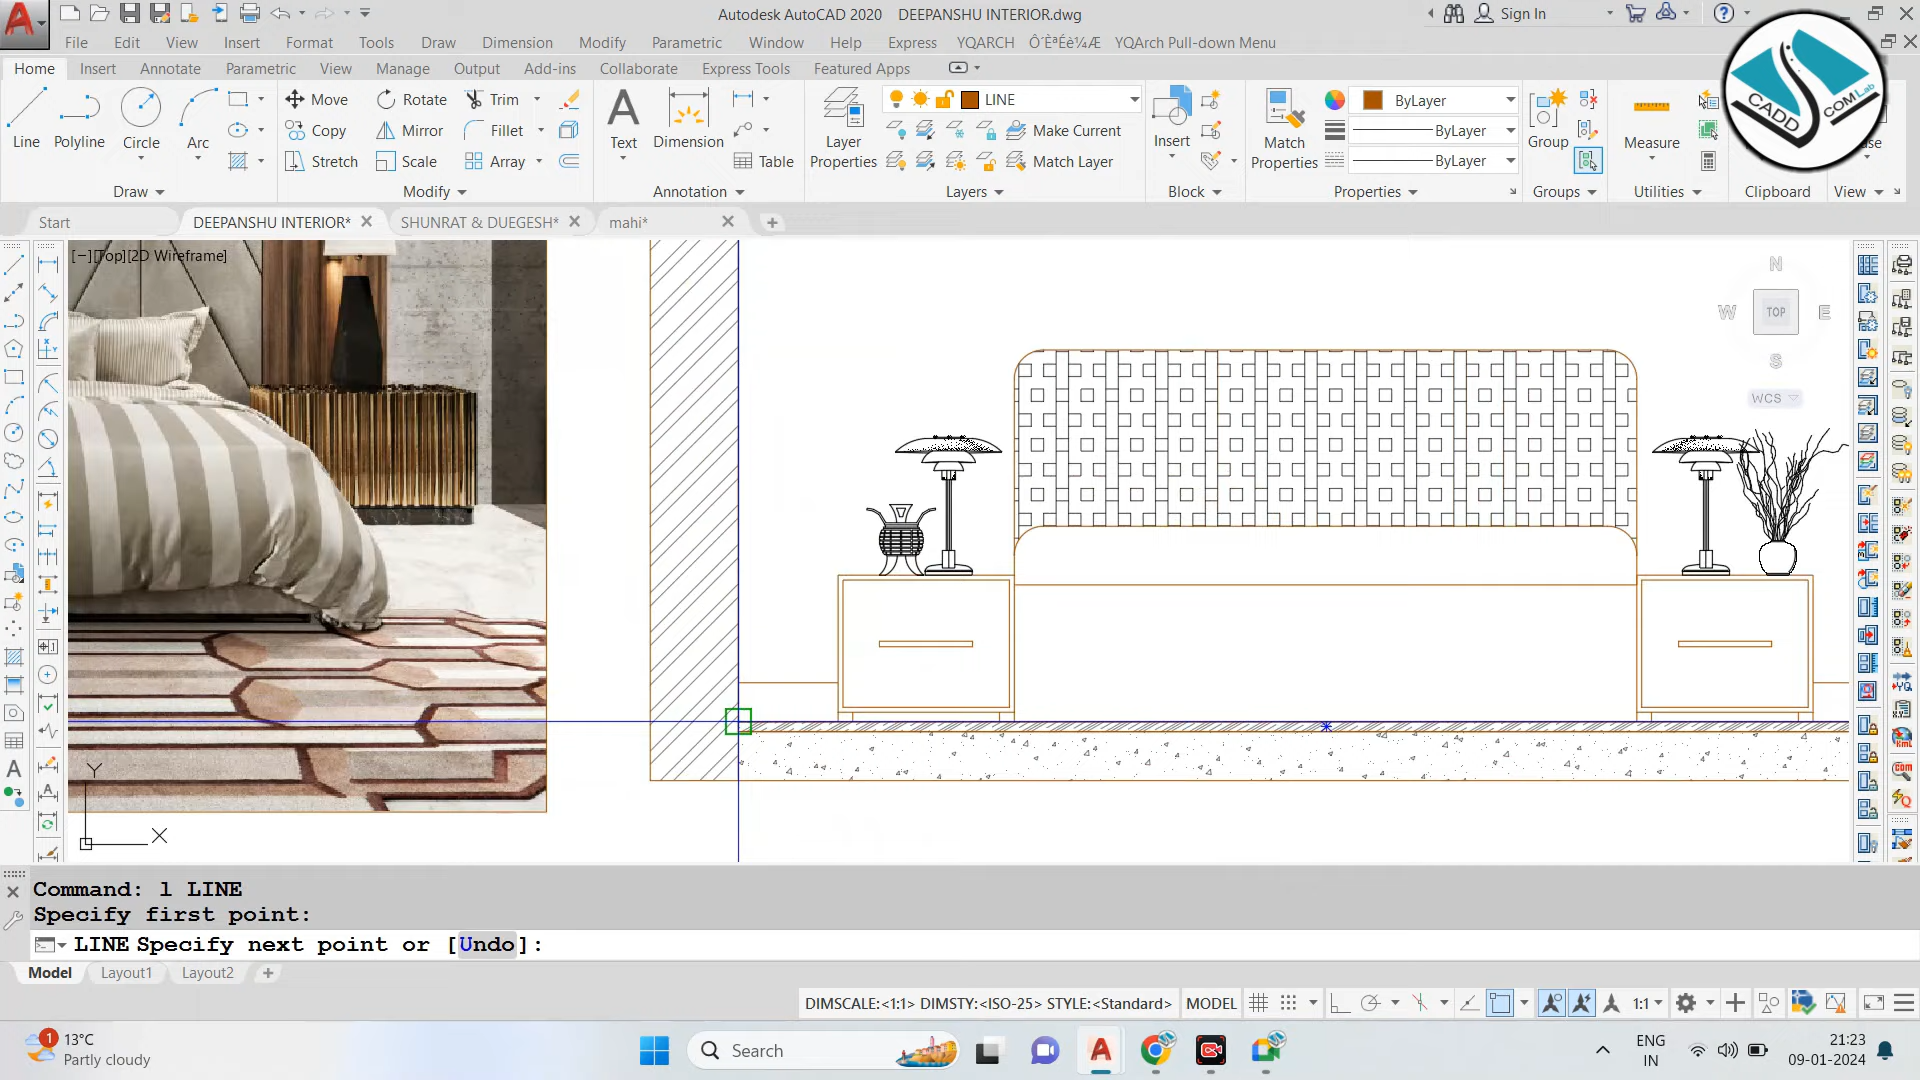 Autodesk AutoCAD 2020 DEEPANSHU INTERIOR.dwg
Sign In
File Edit View Insert Format Tools Draw Dimension Modify Parametric Window Help Express YQARCH Ô´ÈªÉè¼Æ YQArch Pull-down Menu
Home Insert Annotate Parametric View Manage Output Add-ins Collaborate Express Tools Featured Apps
Line Polyline Circle Arc
Move Rotate Trim
Copy Mirror Fillet
Stretch Scale Array
Text Dimension Table
Layer Properties
LINE
Make Current
Match Layer
Insert
Match Properties
ByLayer
ByLayer
ByLayer
Group
Measure
CADD COM Lab
Draw Modify Annotation Layers Block Properties Groups Utilities Clipboard View
Start DEEPANSHU INTERIOR* SHUNRAT & DUEGESH* mahi*
[−][Top][2D Wireframe]
N
W TOP E
S
WCS
Y
X
Command: l LINE
Specify first point:
LINE Specify next point or [Undo]:
Model Layout1 Layout2
DIMSCALE:<1:1> DIMSTY:<ISO-25> STYLE:<Standard> MODEL 1:1
1
13°C
Partly cloudy
Search
ENG
IN
21:23
09-01-2024